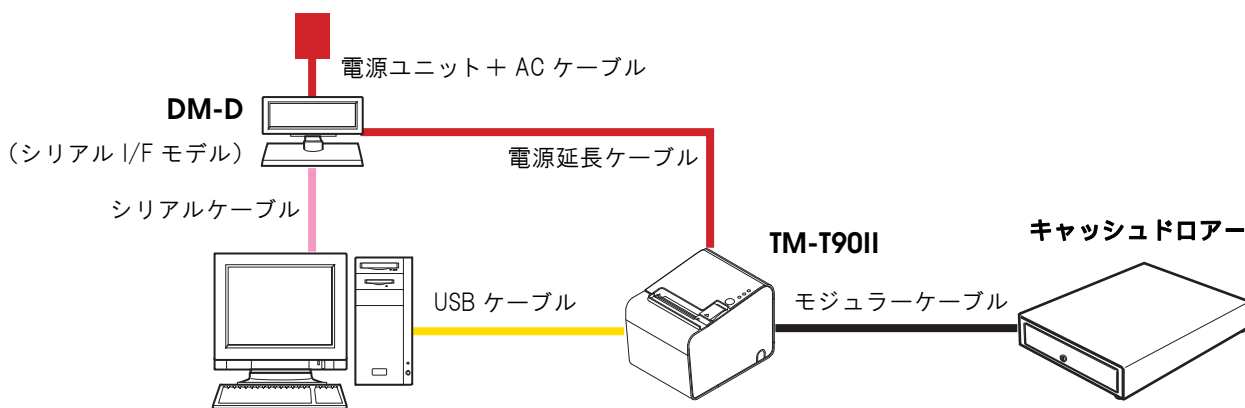 電源ユニット＋ AC ケーブル
DM-D
（シリアル I/F モデル）
電源延長ケーブル
シリアルケーブル
TM-T90II
キャッシュドロアー
USB ケーブル
モジュラーケーブル